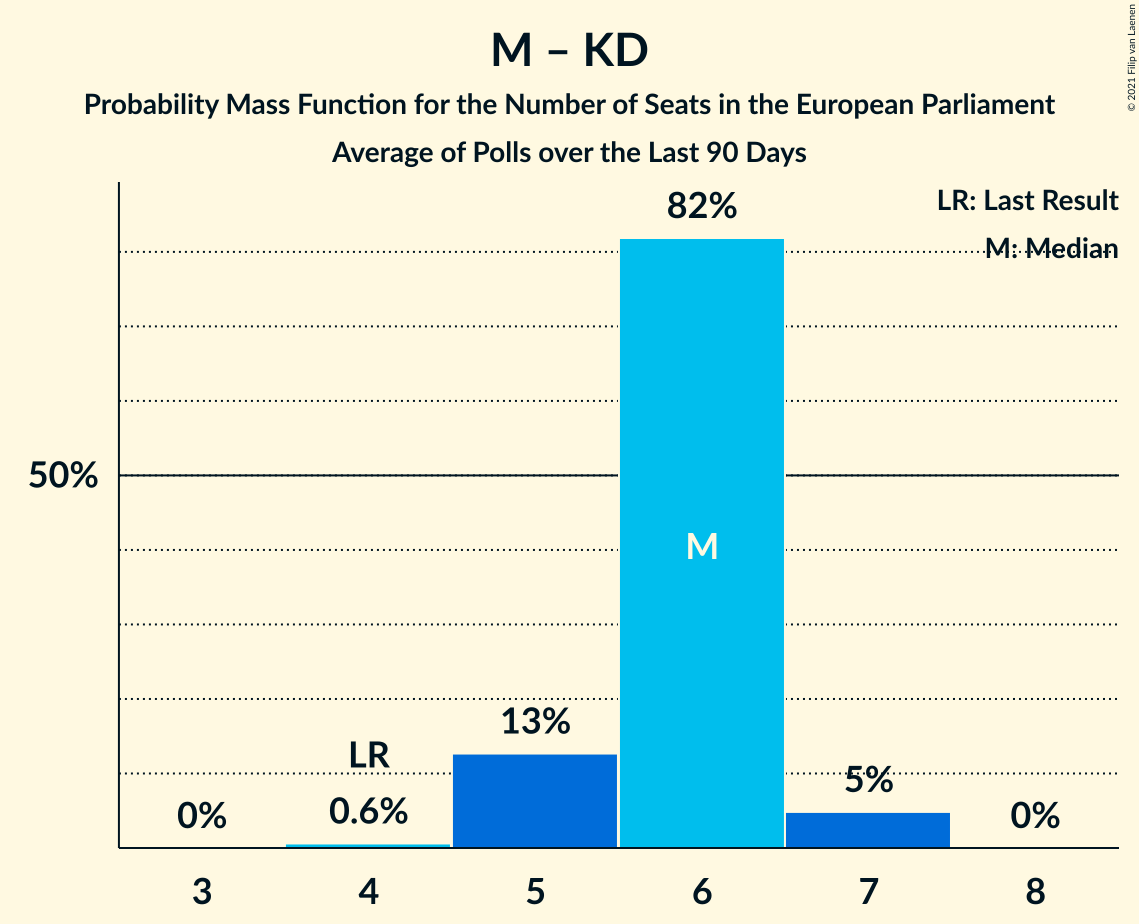 M – KD
Probability Mass Function for the Number of Seats in the European Parliament
Average of Polls over the Last 90 Days
© 2021 Filip van Laenen
LR: Last Result
M: Median
82%
50%
M
13%
LR
5%
0%
0.6%
0%
3 4 5 6 7 8